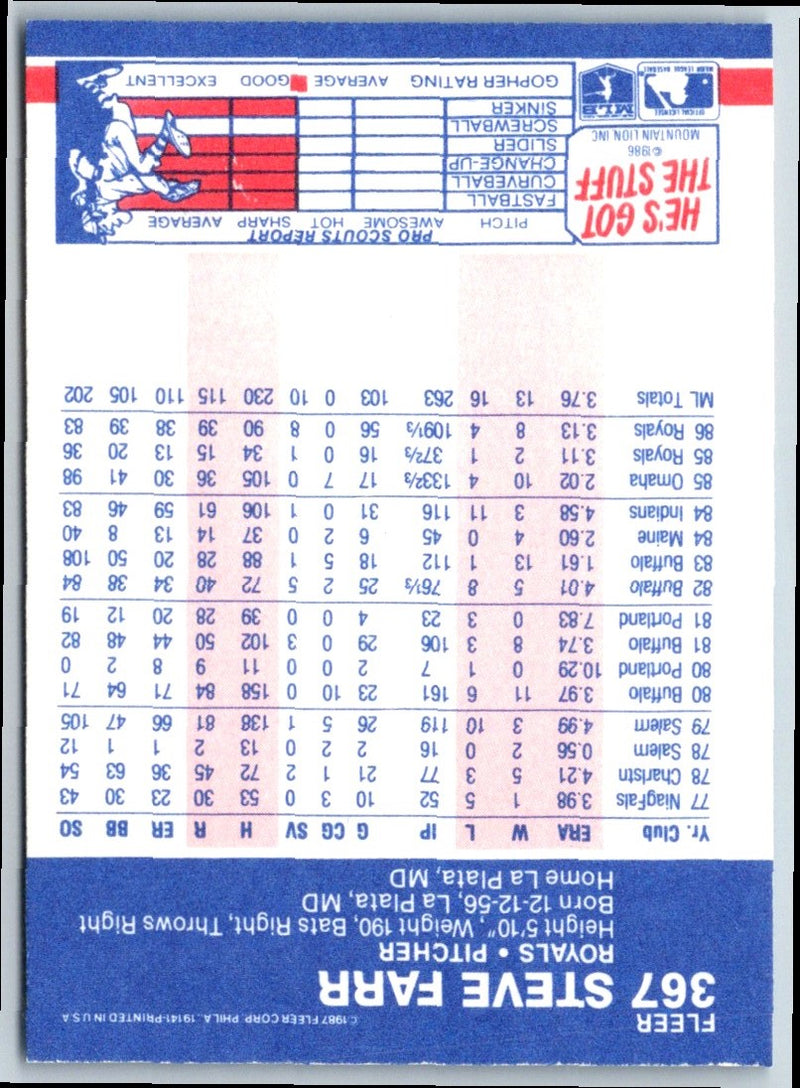 FLEER
©1987 FLEER CORP. PHILA. 19141-PRINTED IN U S A
367 STEVE FARR
ROYALS • PITCHER
Height 5'10", Weight 190, Bats Right, Throws Right
Born 12-12-56, La Plata, MD
Home La Plata, MD
Yr. Club ERA W L IP G CG SV H R ER BB SO
77 NiagFals 3.98 1 5 52 10 3 0 53 30 23 30 43
78 Charlstn 4.21 5 3 77 21 1 2 72 45 36 63 54
78 Salem 0.56 2 0 16 2 2 0 13 2 1 1 12
79 Salem 4.99 3 10 119 26 5 1 138 81 66 47 105
80 Buffalo 3.97 11 6 161 23 10 0 158 84 71 64 71
80 Portland 10.29 0 1 7 2 0 0 11 9 8 2 0
81 Buffalo 3.74 8 3 106 29 0 3 102 50 44 48 82
81 Portland 7.83 0 3 23 4 0 0 39 28 20 12 19
82 Buffalo 4.01 5 8 76⅓ 25 2 5 72 40 34 38 84
83 Buffalo 1.61 13 1 112 18 5 1 88 28 20 50 108
84 Maine 2.60 4 0 45 6 2 0 37 14 13 8 40
84 Indians 4.58 3 11 116 31 0 1 106 61 59 46 83
85 Omaha 2.02 10 4 133⅔ 17 7 0 105 36 30 41 98
85 Royals 3.11 2 1 37⅔ 16 0 1 34 15 13 20 36
86 Royals 3.13 8 4 109⅓ 56 0 8 90 39 38 39 83
ML Totals 3.76 13 16 263 103 0 10 230 115 110 105 202
HE'S GOT
THE STUFF
©1986
MOUNTAIN LION INC
OFFICIAL LICENSEE
MAJOR LEAGUE BASEBALL
MLB
PRO SCOUTS REPORT
PITCH AWESOME HOT SHARP AVERAGE
FASTBALL
CURVEBALL
CHANGE-UP
SLIDER
SCREWBALL
SINKER
GOPHER RATING AVERAGE GOOD EXCELLENT